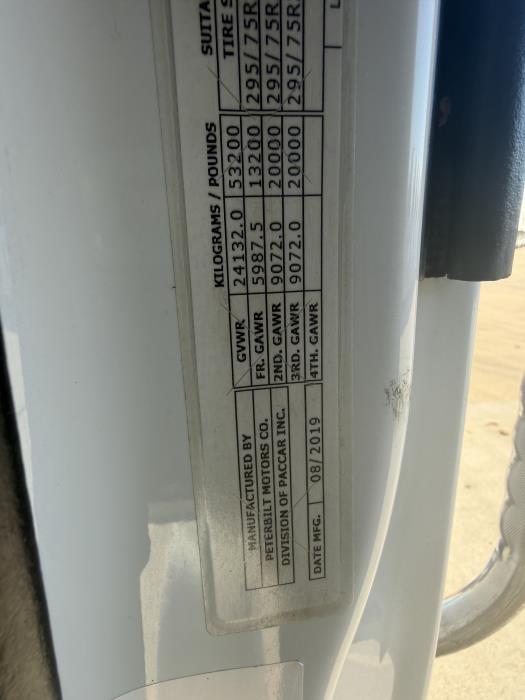 MANUFACTURED BY
PETERBILT MOTORS CO.
DIVISION OF PACCAR INC.
DATE MFG. 08/2019
KILOGRAMS / POUNDS
GVWR 24132.0 53200
FR. GAWR 5987.5 13200 295/75R
2ND. GAWR 9072.0 20000 295/75R
3RD. GAWR 9072.0 20000 295/75R
4TH. GAWR
TIRE S
SUITA